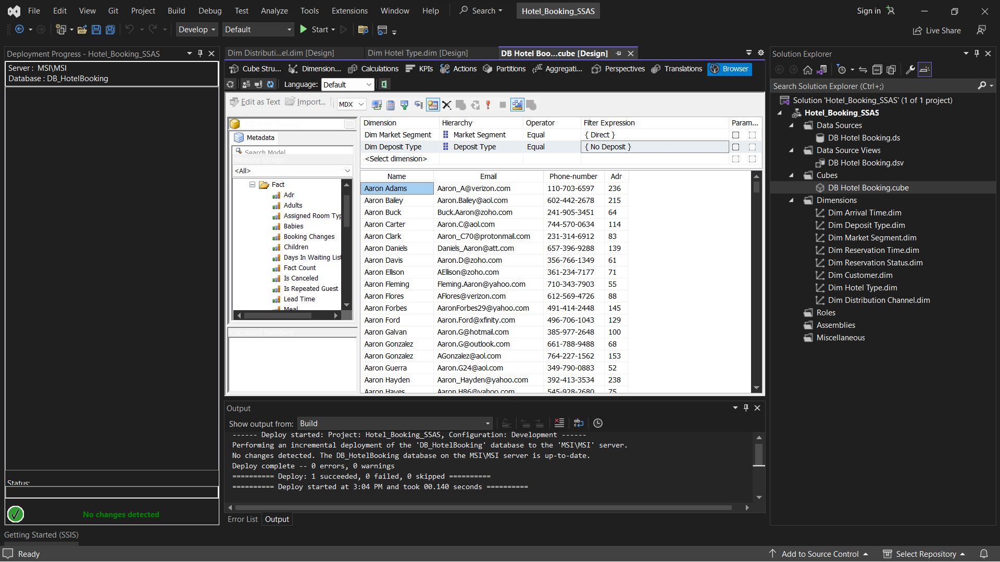 File Edit View Git Project Build Debug Test Analyze Tools Extensions Window Help Search Hotel_Booking_SSAS Sign in
Develop Default Start Live Share
Deployment Progress - Hotel_Booking_SSAS
Server : MSI\MSI
Database : DB_HotelBooking
Status:
No changes detected
Dim Distributi...el.dim [Design] Dim Hotel Type.dim [Design] DB Hotel Boo...cube [Design]
Cube Stru... Dimension... Calculations KPIs Actions Partitions Aggregati... Perspectives Translations Browser
Language: Default
Edit as Text Import... MDX
Metadata
Search Model
Measure Group:
<All>
Fact
Adr
Adults
Assigned Room Typ
Babies
Booking Changes
Children
Days In Waiting List
Fact Count
Is Canceled
Is Repeated Guest
Lead Time
Meal
Calculated Members
Dimension Hierarchy Operator Filter Expression Param...
Dim Market Segment Market Segment Equal { Direct }
Dim Deposit Type Deposit Type Equal { No Deposit }
<Select dimension>
Name Email Phone-number Adr
Aaron Adams Aaron_A@verizon.com 110-703-6597 236
Aaron Bailey Aaron.Bailey@aol.com 602-442-2678 215
Aaron Buck Buck.Aaron@zoho.com 241-905-3451 64
Aaron Carter Aaron.C@aol.com 744-570-0634 114
Aaron Clark Aaron_C70@protonmail.com 231-314-6912 83
Aaron Daniels Daniels_Aaron@att.com 657-396-9288 139
Aaron Davis Aaron.D@zoho.com 356-766-1349 61
Aaron Ellison AEllison@zoho.com 361-234-7177 71
Aaron Fleming Fleming.Aaron@yahoo.com 710-343-7903 55
Aaron Flores AFlores@verizon.com 612-569-4726 88
Aaron Forbes AaronForbes29@yahoo.com 491-414-2448 145
Aaron Ford Aaron.Ford@xfinity.com 496-706-1043 129
Aaron Galvan Aaron.G@hotmail.com 385-977-2648 100
Aaron Gonzalez Aaron.G@outlook.com 661-788-9488 68
Aaron Gonzalez AGonzalez@aol.com 764-227-1562 153
Aaron Guerra Aaron.G24@aol.com 349-790-0883 52
Aaron Hayden Aaron_Hayden@yahoo.com 392-413-3534 238
Aaron Hayes Aaron.H86@yahoo.com 545-928-2680 75
Output
Show output from: Build
------ Deploy started: Project: Hotel_Booking_SSAS, Configuration: Development ------
Performing an incremental deployment of the 'DB_HotelBooking' database to the 'MSI\MSI' server.
No changes detected. The DB_HotelBooking database on the MSI\MSI server is up-to-date.
Deploy complete -- 0 errors, 0 warnings
========== Deploy: 1 succeeded, 0 failed, 0 skipped ==========
========== Deploy started at 3:04 PM and took 00.140 seconds ==========
Error List Output
Solution Explorer
Search Solution Explorer (Ctrl+;)
Solution 'Hotel_Booking_SSAS' (1 of 1 project)
Hotel_Booking_SSAS
Data Sources
DB Hotel Booking.ds
Data Source Views
DB Hotel Booking.dsv
Cubes
DB Hotel Booking.cube
Dimensions
Dim Arrival Time.dim
Dim Deposit Type.dim
Dim Market Segment.dim
Dim Reservation Time.dim
Dim Reservation Status.dim
Dim Customer.dim
Dim Hotel Type.dim
Dim Distribution Channel.dim
Roles
Assemblies
Miscellaneous
Getting Started (SSIS)
Ready Add to Source Control Select Repository